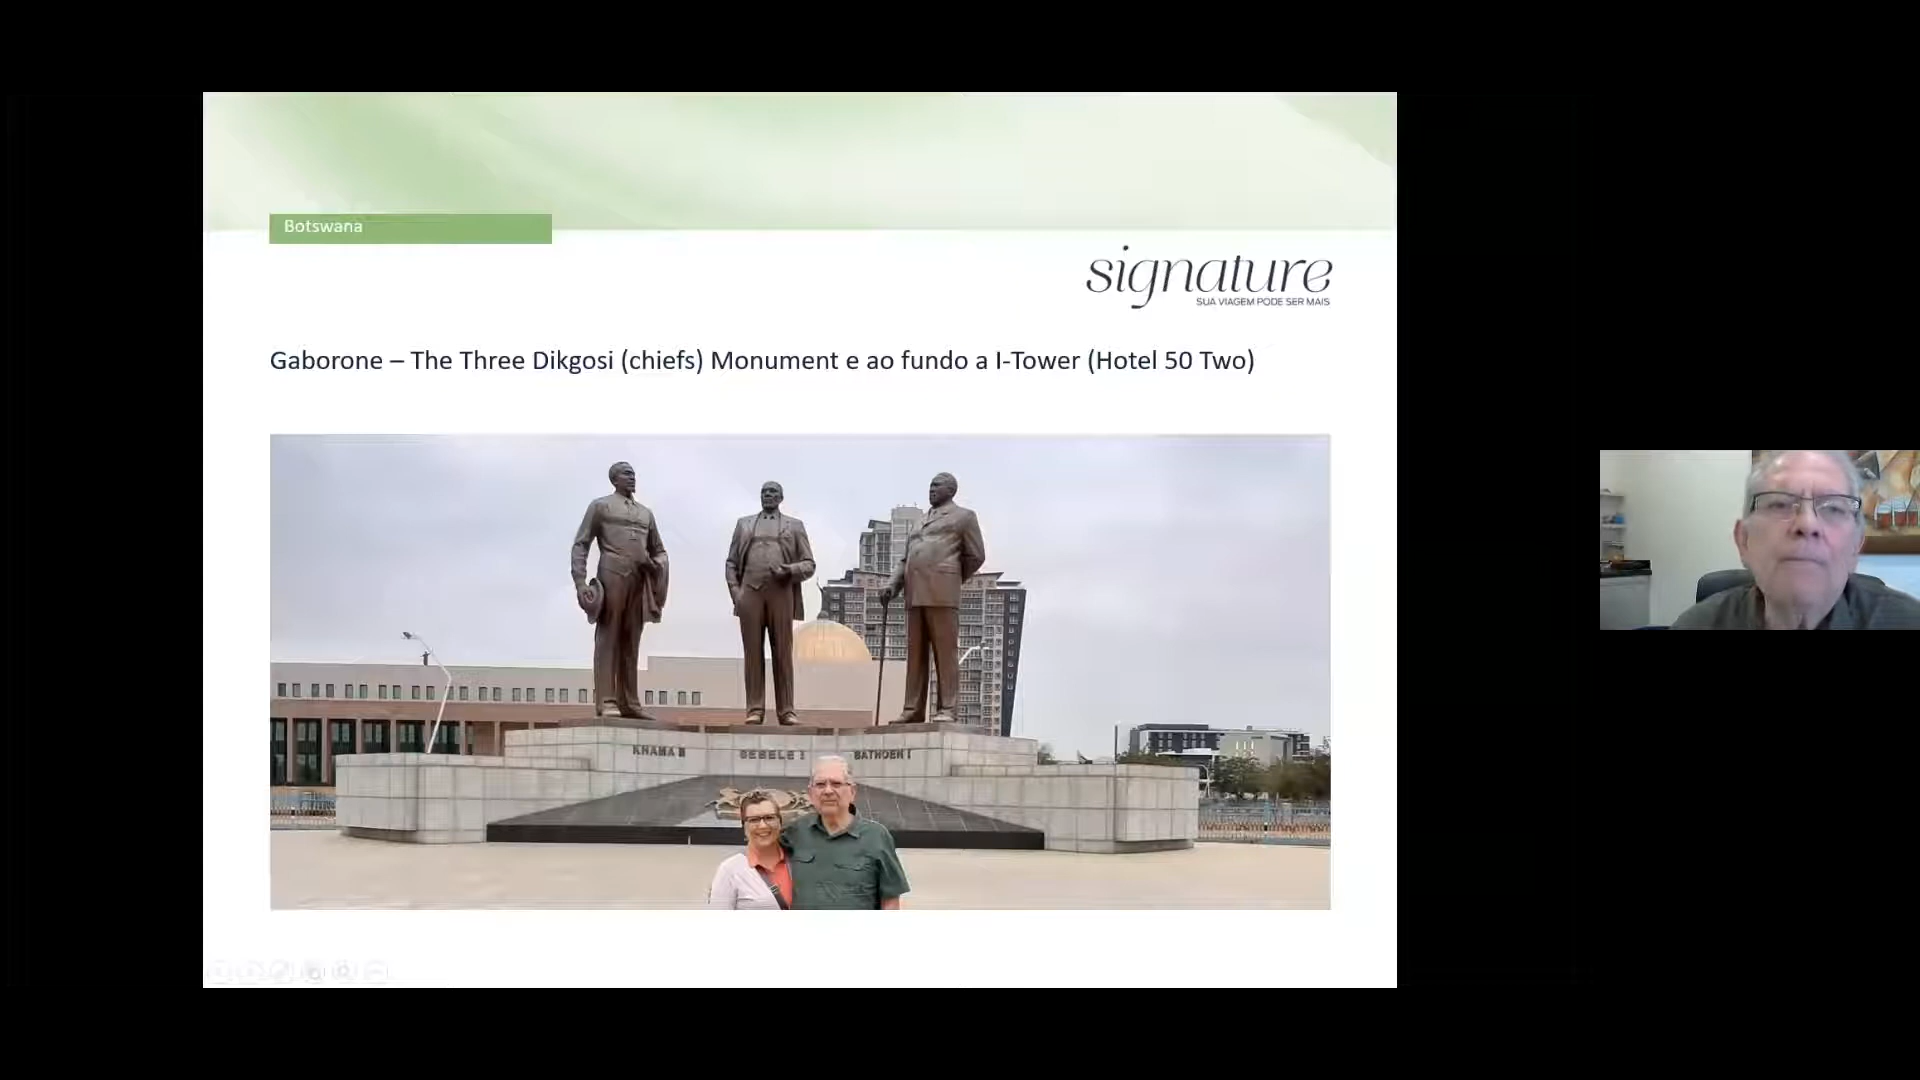 Botswana
signature
SUA VIAGEM PODE SER MAIS
Gaborone – The Three Dikgosi (chiefs) Monument e ao fundo a I-Tower (Hotel 50 Two)
KHAMA III
SEBELE I
BATHOEN I